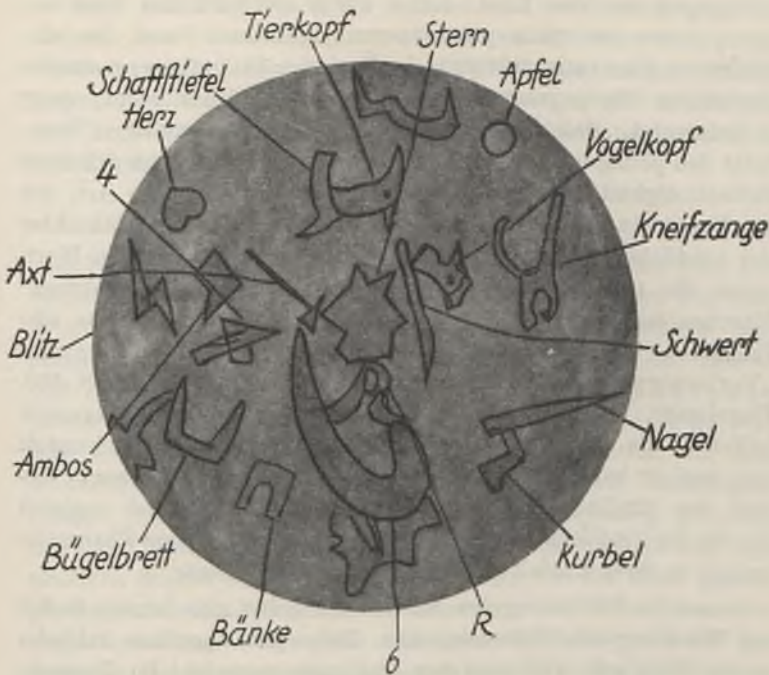 Tierkopf
Stern
Schaftstiefel
Apfel
Herz
Vogelkopf
4
Kneifzange
Axt
Blitz
Schwert
Nagel
Ambos
Bügelbrett
Kurbel
Bänke
R
6